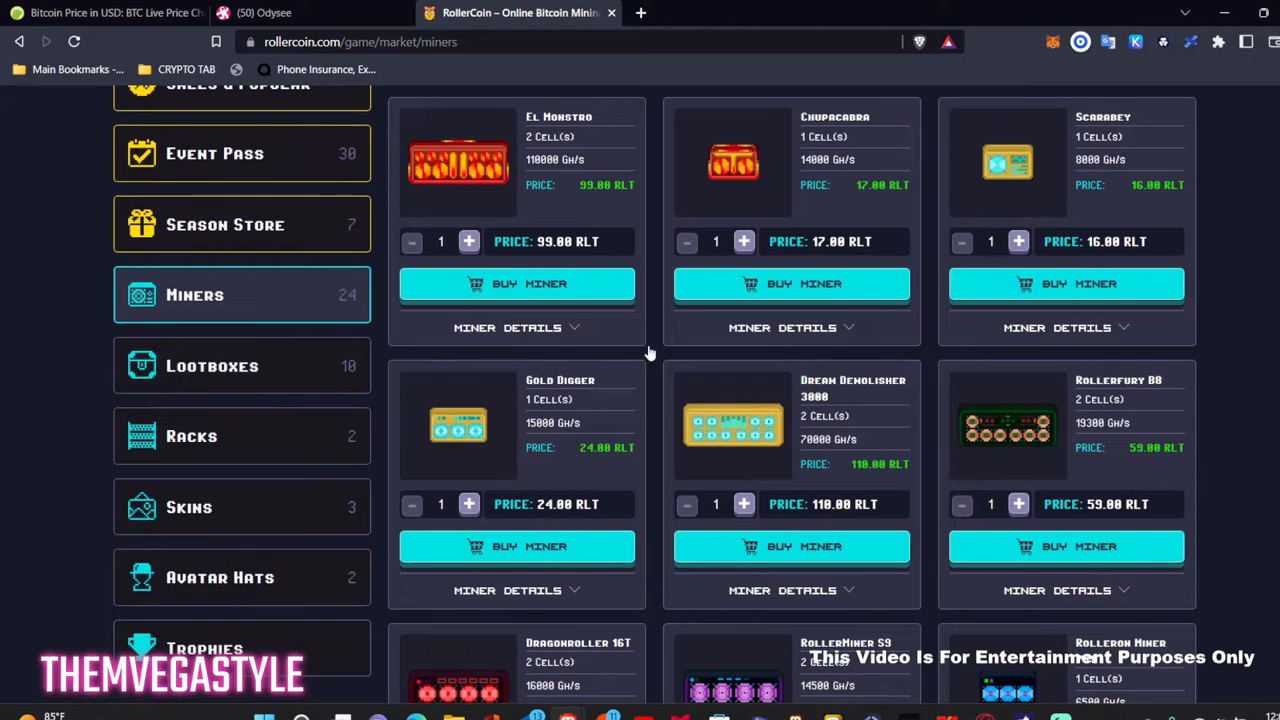 Bitcoin Price in USD: BTC Live Price Ch
(50) Odysee
RollerCoin – Online Bitcoin Minin
rollercoin.com/game/market/miners
Main Bookmarks -...
CRYPTO TAB
Phone Insurance, Ex...
SALES & POPULAR
EVENT PASS 30
SEASON STORE 7
MINERS 24
LOOTBOXES 10
RACKS 2
SKINS 3
AVATAR HATS 2
TROPHIES
EL MONSTRO
2 CELL(S)
110000 GH/S
PRICE: 99.00 RLT
- 1 + PRICE: 99.00 RLT
BUY MINER
MINER DETAILS
CHUPACABRA
1 CELL(S)
14000 GH/S
PRICE: 17.00 RLT
- 1 + PRICE: 17.00 RLT
BUY MINER
MINER DETAILS
SCARABEY
1 CELL(S)
8000 GH/S
PRICE: 16.00 RLT
- 1 + PRICE: 16.00 RLT
BUY MINER
MINER DETAILS
GOLD DIGGER
1 CELL(S)
15000 GH/S
PRICE: 24.00 RLT
- 1 + PRICE: 24.00 RLT
BUY MINER
MINER DETAILS
DREAM DEMOLISHER
3000
2 CELL(S)
70000 GH/S
PRICE: 110.00 RLT
- 1 + PRICE: 110.00 RLT
BUY MINER
MINER DETAILS
ROLLERFURY B8
2 CELL(S)
19300 GH/S
PRICE: 59.00 RLT
- 1 + PRICE: 59.00 RLT
BUY MINER
MINER DETAILS
DRAGONROLLER 16T
2 CELL(S)
16000 GH/S
ROLLERMINER S9
2 CELL(S)
14500 GH/S
ROLLERON MINER
1 CELL(S)
6500 GH/S
THEMVEGASTYLE
This Video Is For Entertainment Purposes Only
85°F